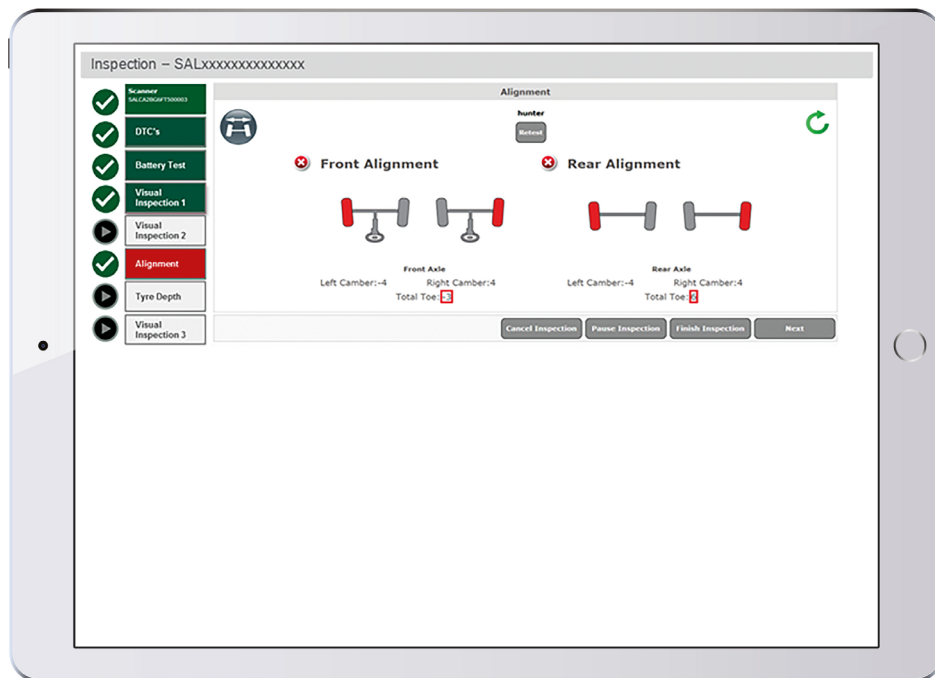 Inspection – SALxxxxxxxxxxxxxx
Scanner
SALCA2BG6FT500003
DTC's
Battery Test
Visual
Inspection 1
Visual
Inspection 2
Alignment
Tyre Depth
Visual
Inspection 3
Alignment
hunter
Retest
Front Alignment
Rear Alignment
Front Axle
Left Camber:-4 Right Camber:4
Total Toe:-3
Rear Axle
Left Camber:-4 Right Camber:4
Total Toe:6
Cancel Inspection
Pause Inspection
Finish Inspection
Next